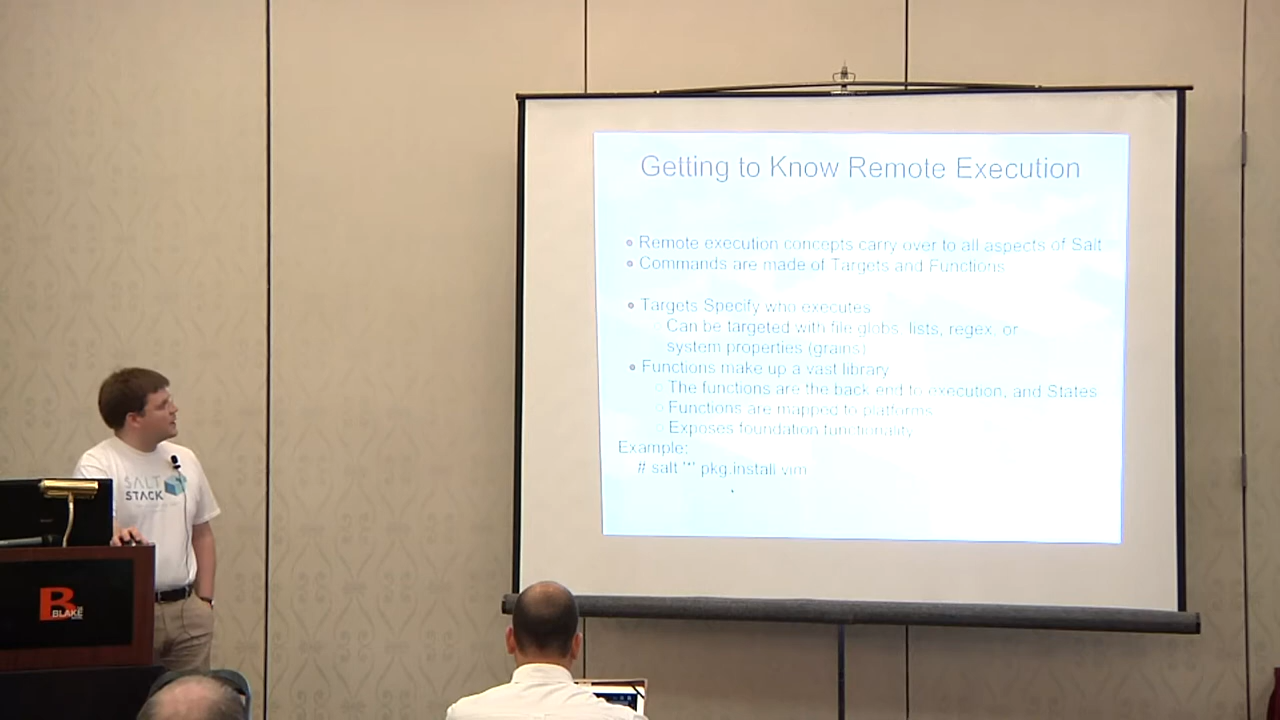 Getting to Know Remote Execution
Remote execution concepts carry over to all aspects of Salt
Commands are made of Targets and Functions
Targets Specify who executes
Can be targeted with file globs, lists, regex, or
system properties (grains)
Functions make up a vast library
The functions are the back end to execution, and States
Functions are mapped to platforms
Exposes foundation functionality
Example:
# salt '*' pkg.install vim
SALT
STACK
B
BLAKE